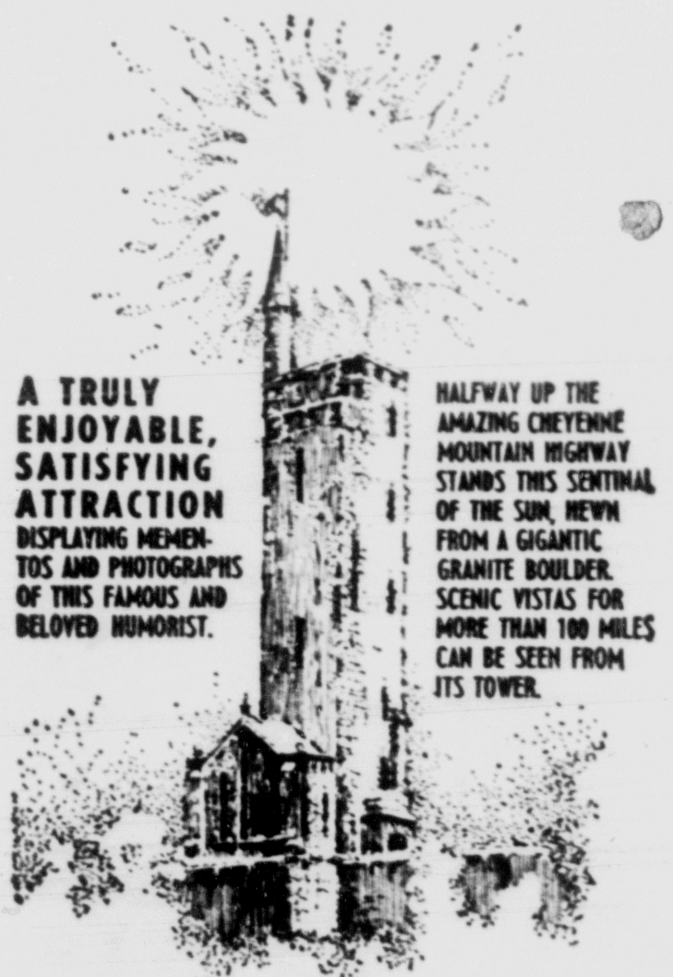 A TRULY
ENJOYABLE,
SATISFYING
ATTRACTION
DISPLAYING MEMEN-
TOS AND PHOTOGRAPHS
OF THIS FAMOUS AND
BELOVED HUMORIST.
HALFWAY UP THE
AMAZING CHEYENNE
MOUNTAIN HIGHWAY
STANDS THIS SENTINAL
OF THE SUN, HEWN
FROM A GIGANTIC
GRANITE BOULDER.
SCENIC VISTAS FOR
MORE THAN 100 MILES
CAN BE SEEN FROM
ITS TOWER.